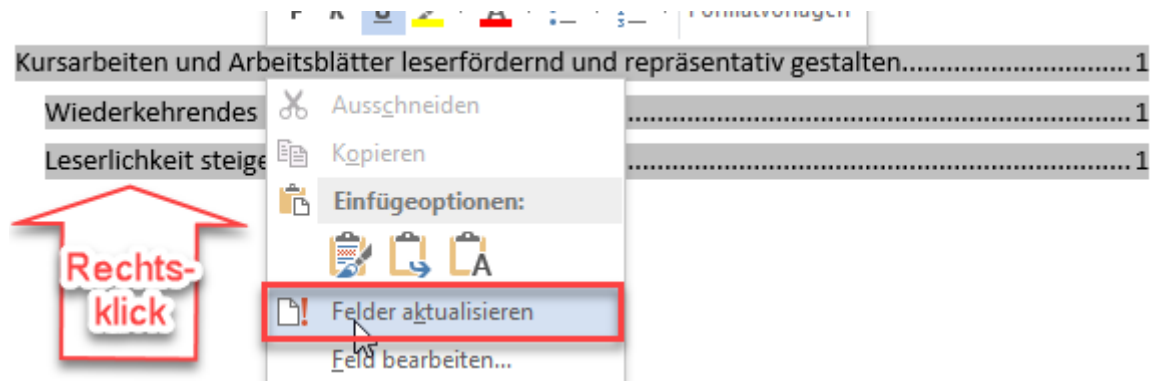 F K U A Formatvorlagen
Kursarbeiten und Arbeitsblätter leserfördernd und repräsentativ gestalten............................... 1
Wiederkehrendes ........................................................................ 1
Leserlichkeit steige ........................................................................ 1
Ausschneiden
Kopieren
Einfügeoptionen:
A
Felder aktualisieren
Feld bearbeiten...
Rechts-
klick